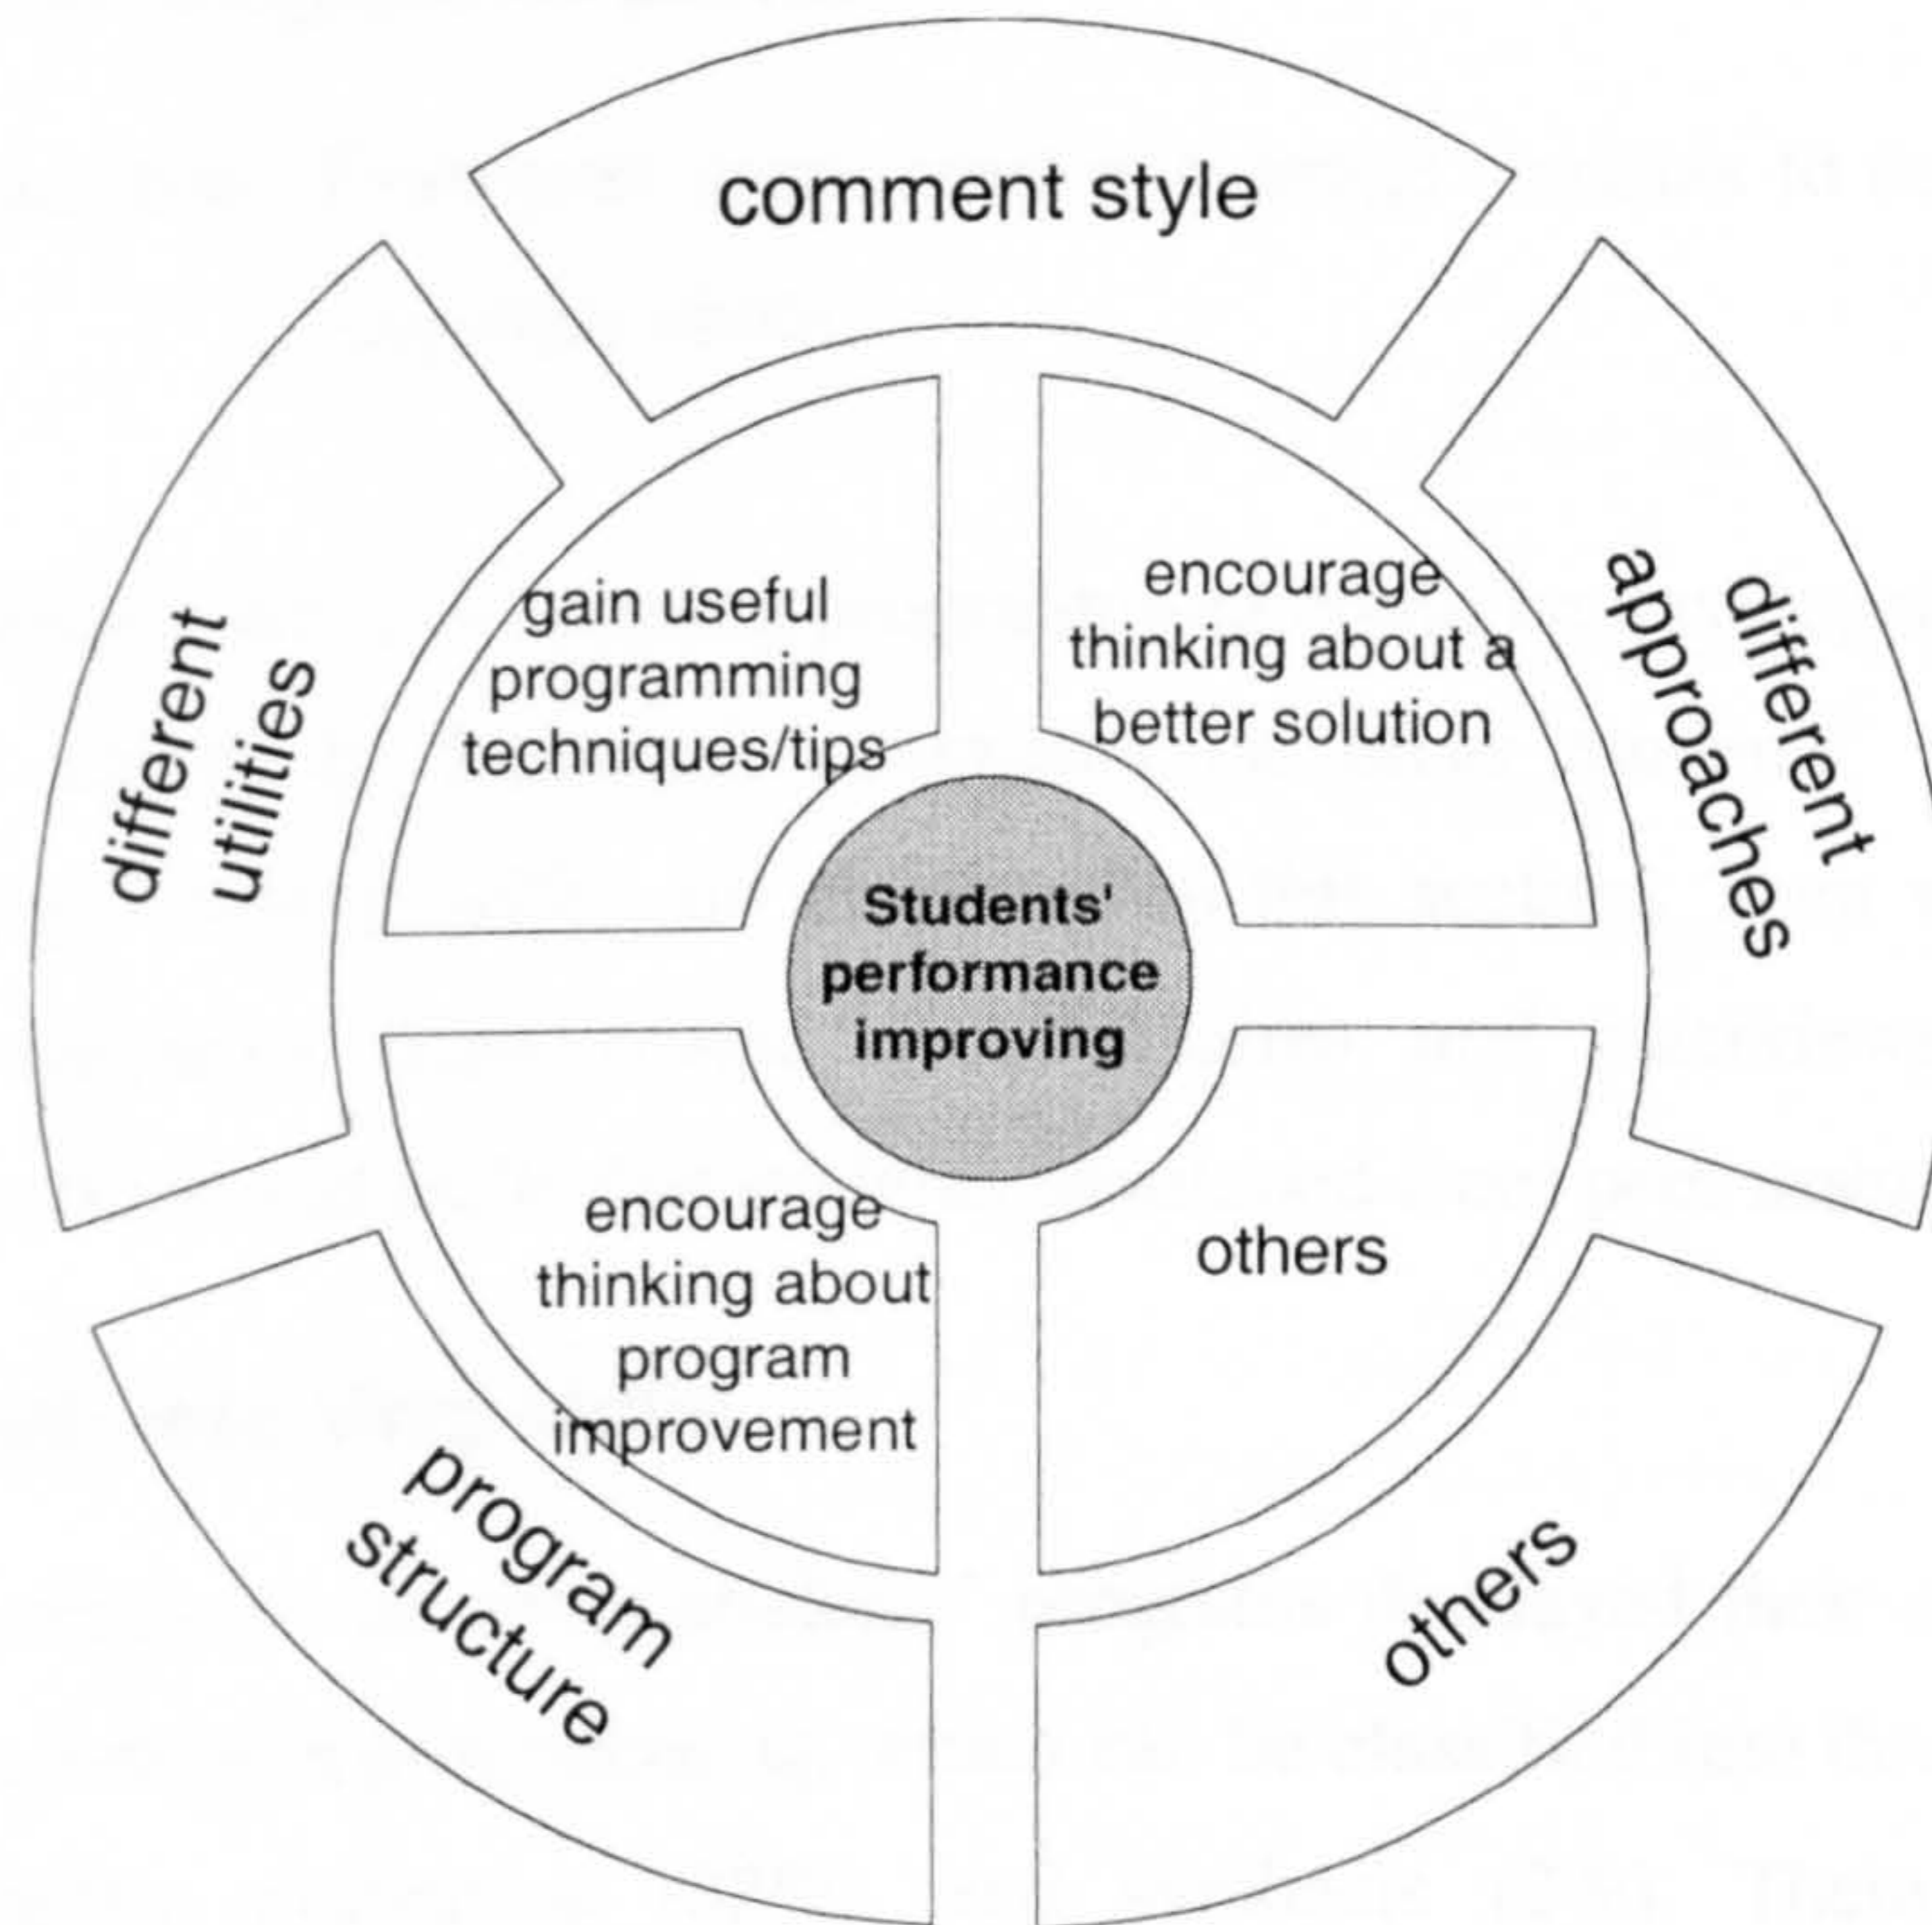 comment style
different
utilities
different
approaches
gain useful
programming
techniques/tips
encourage
thinking about a
better solution
Students'
performance
improving
encourage
thinking about
program
improvement
others
program
structure
others